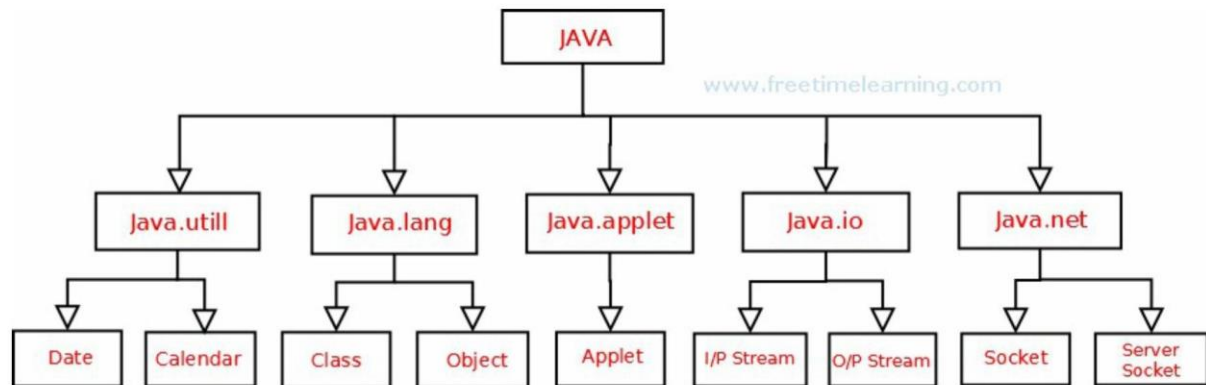 JAVA
www.freetimelearning.com
Java.utill
Java.lang
Java.applet
Java.io
Java.net
Date
Calendar
Class
Object
Applet
I/P Stream
O/P Stream
Socket
Server
Socket